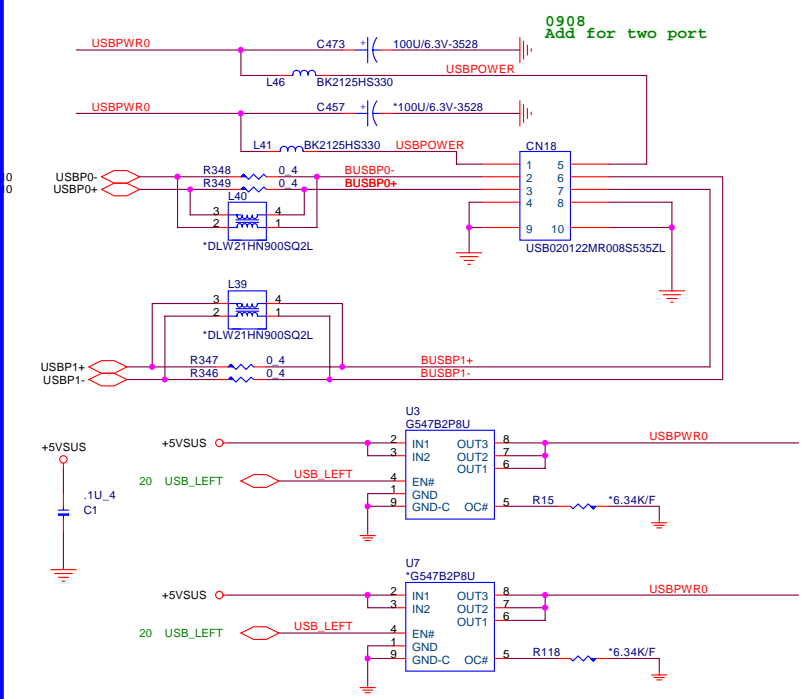 0908
Add for two port
USBPWR0
C473
+
100U/6.3V-3528
L46
BK2125HS330
USBPOWER
USBPWR0
C457
+
*100U/6.3V-3528
L41
BK2125HS330
USBPOWER
CN18
1 5
2 6
3 7
4 8
9 10
USB020122MR008S535ZL
USBP0-
R348
0_4
BUSBP0-
USBP0+
R349
0_4
BUSBP0+
L40
3 4
2 1
*DLW21HN900SQ2L
L39
3 4
2 1
*DLW21HN900SQ2L
USBP1+
R347
0_4
BUSBP1+
USBP1-
R346
0_4
BUSBP1-
+5VSUS
.1U_4
C1
U3
G547B2P8U
+5VSUS
2 IN1 OUT3 8
3 IN2 OUT2 7
OUT1 6
USBPWR0
20 USB_LEFT
USB_LEFT
4 EN#
1 GND
9 GND-C OC# 5
R15
*6.34K/F
U7
*G547B2P8U
+5VSUS
2 IN1 OUT3 8
3 IN2 OUT2 7
OUT1 6
USBPWR0
20 USB_LEFT
USB_LEFT
4 EN#
1 GND
9 GND-C OC# 5
R118
*6.34K/F